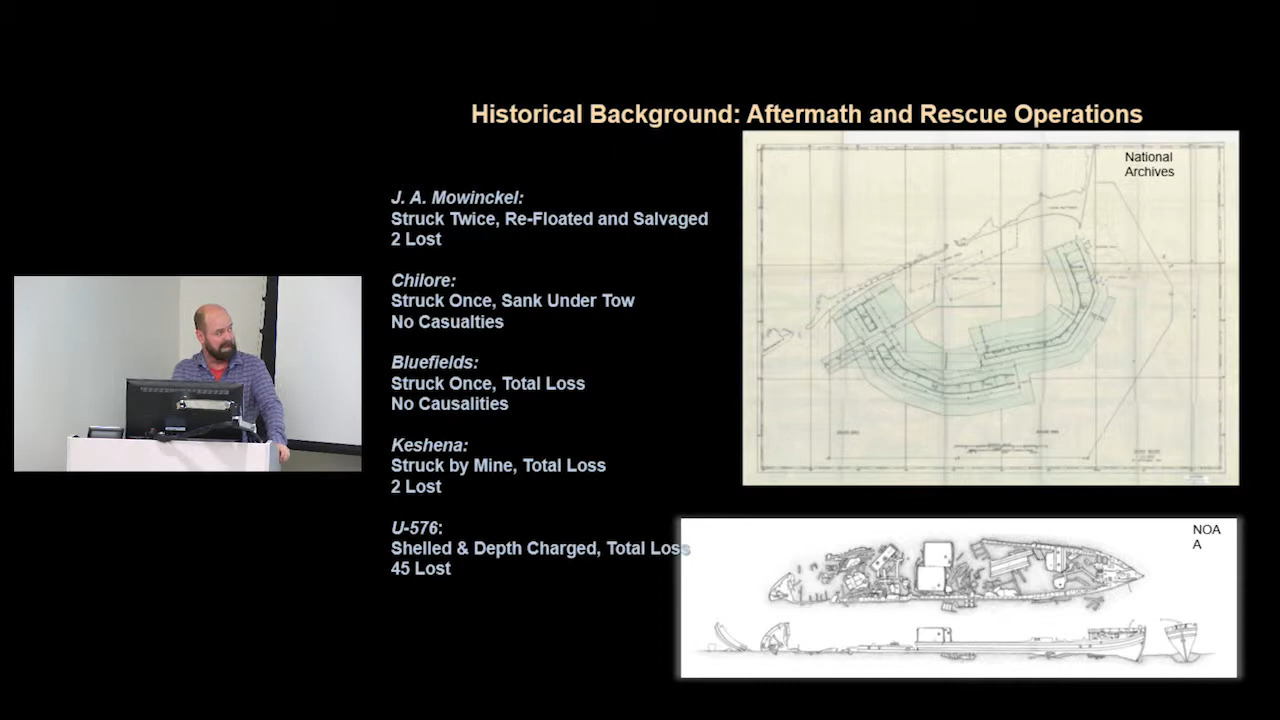 Historical Background: Aftermath and Rescue Operations
J. A. Mowinckel:
Struck Twice, Re-Floated and Salvaged
2 Lost
Chilore:
Struck Once, Sank Under Tow
No Casualties
Bluefields:
Struck Once, Total Loss
No Causalities
Keshena:
Struck by Mine, Total Loss
2 Lost
U-576:
Shelled & Depth Charged, Total Loss
45 Lost
National
Archives
NOA
A